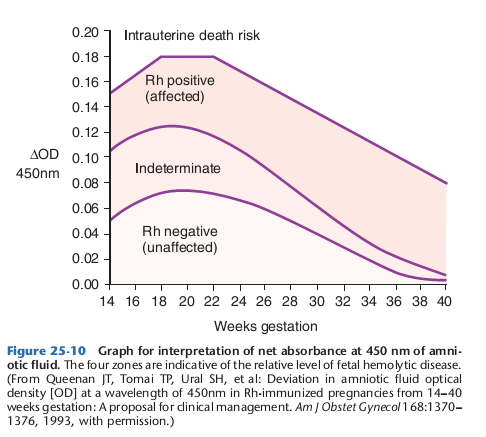 0.20
Intrauterine death risk
0.18
0.16
Rh positive
(affected)
0.14
0.12
ΔOD
450nm
0.10
Indeterminate
0.08
0.06
Rh negative
(unaffected)
0.04
0.02
0.00
14 16 18 20 22 24 26 28 30 32 34 36 38 40
Weeks gestation
Figure 25-10 Graph for interpretation of net absorbance at 450 nm of amni-
otic fluid. The four zones are indicative of the relative level of fetal hemolytic disease.
(From Queenan JT, Tomai TP, Ural SH, et al: Deviation in amniotic fluid optical
density [OD] at a wavelength of 450nm in Rh-immunized pregnancies from 14–40
weeks gestation: A proposal for clinical management. Am J Obstet Gynecol 168:1370–
1376, 1993, with permission.)